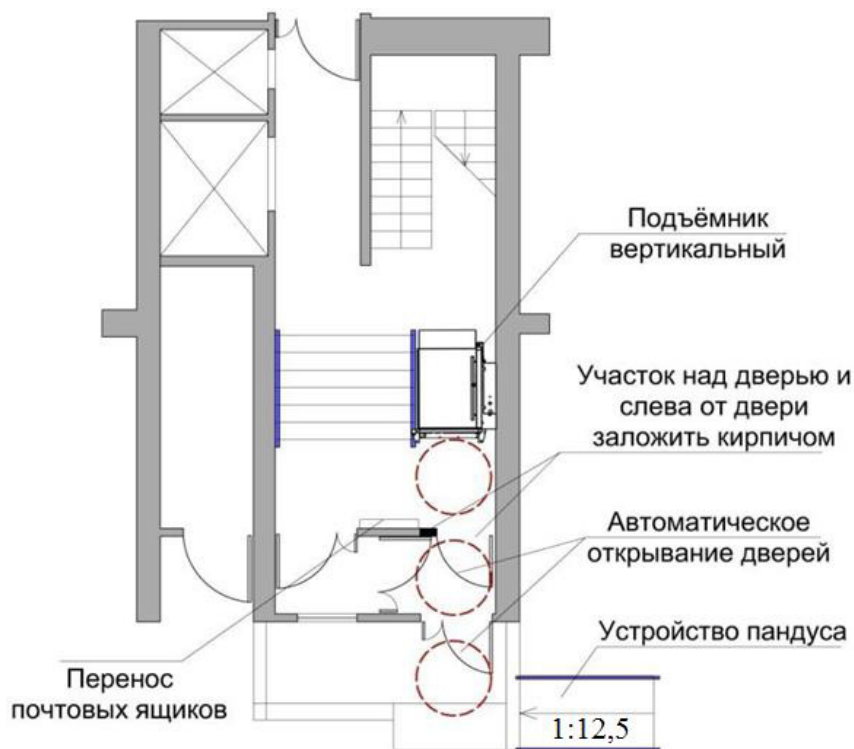 Подъёмник
вертикальный
Участок над дверью и
слева от двери
заложить кирпичом
Автоматическое
открывание дверей
Устройство пандуса
Перенос
почтовых ящиков
1:12,5